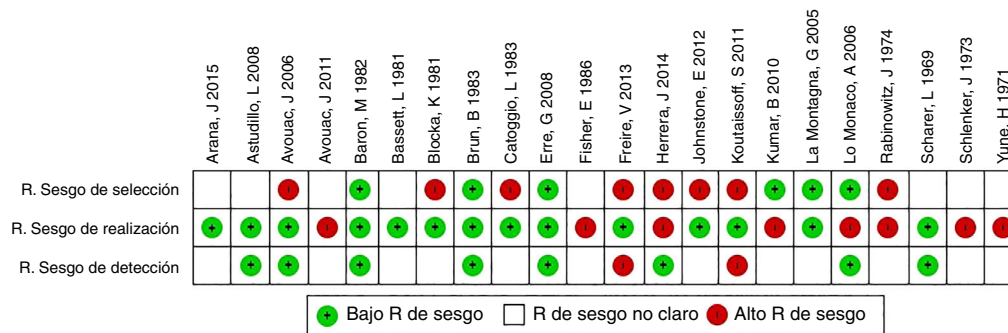 Arana, J 2015
Astudillo, L 2008
Avouac, J 2006
Avouac, J 2011
Baron, M 1982
Bassett, L 1981
Blocka, K 1981
Brun, B 1983
Catoggio, L 1983
Erre, G 2008
Fisher, E 1986
Freire, V 2013
Herrera, J 2014
Johnstone, E 2012
Koutaissoff, S 2011
Kumar, B 2010
La Montagna, G 2005
Lo Monaco, A 2006
Rabinowitz, J 1974
Scharer, L 1969
Schlenker, J 1973
Yune, H 1971
R. Sesgo de selección
- + - + - + - - - - + + + -
R. Sesgo de realización
+ + + - + + + + + + - + - + + - + - - + - -
R. Sesgo de detección
+ + + + + - + - + +
+ Bajo R de sesgo R de sesgo no claro - Alto R de sesgo